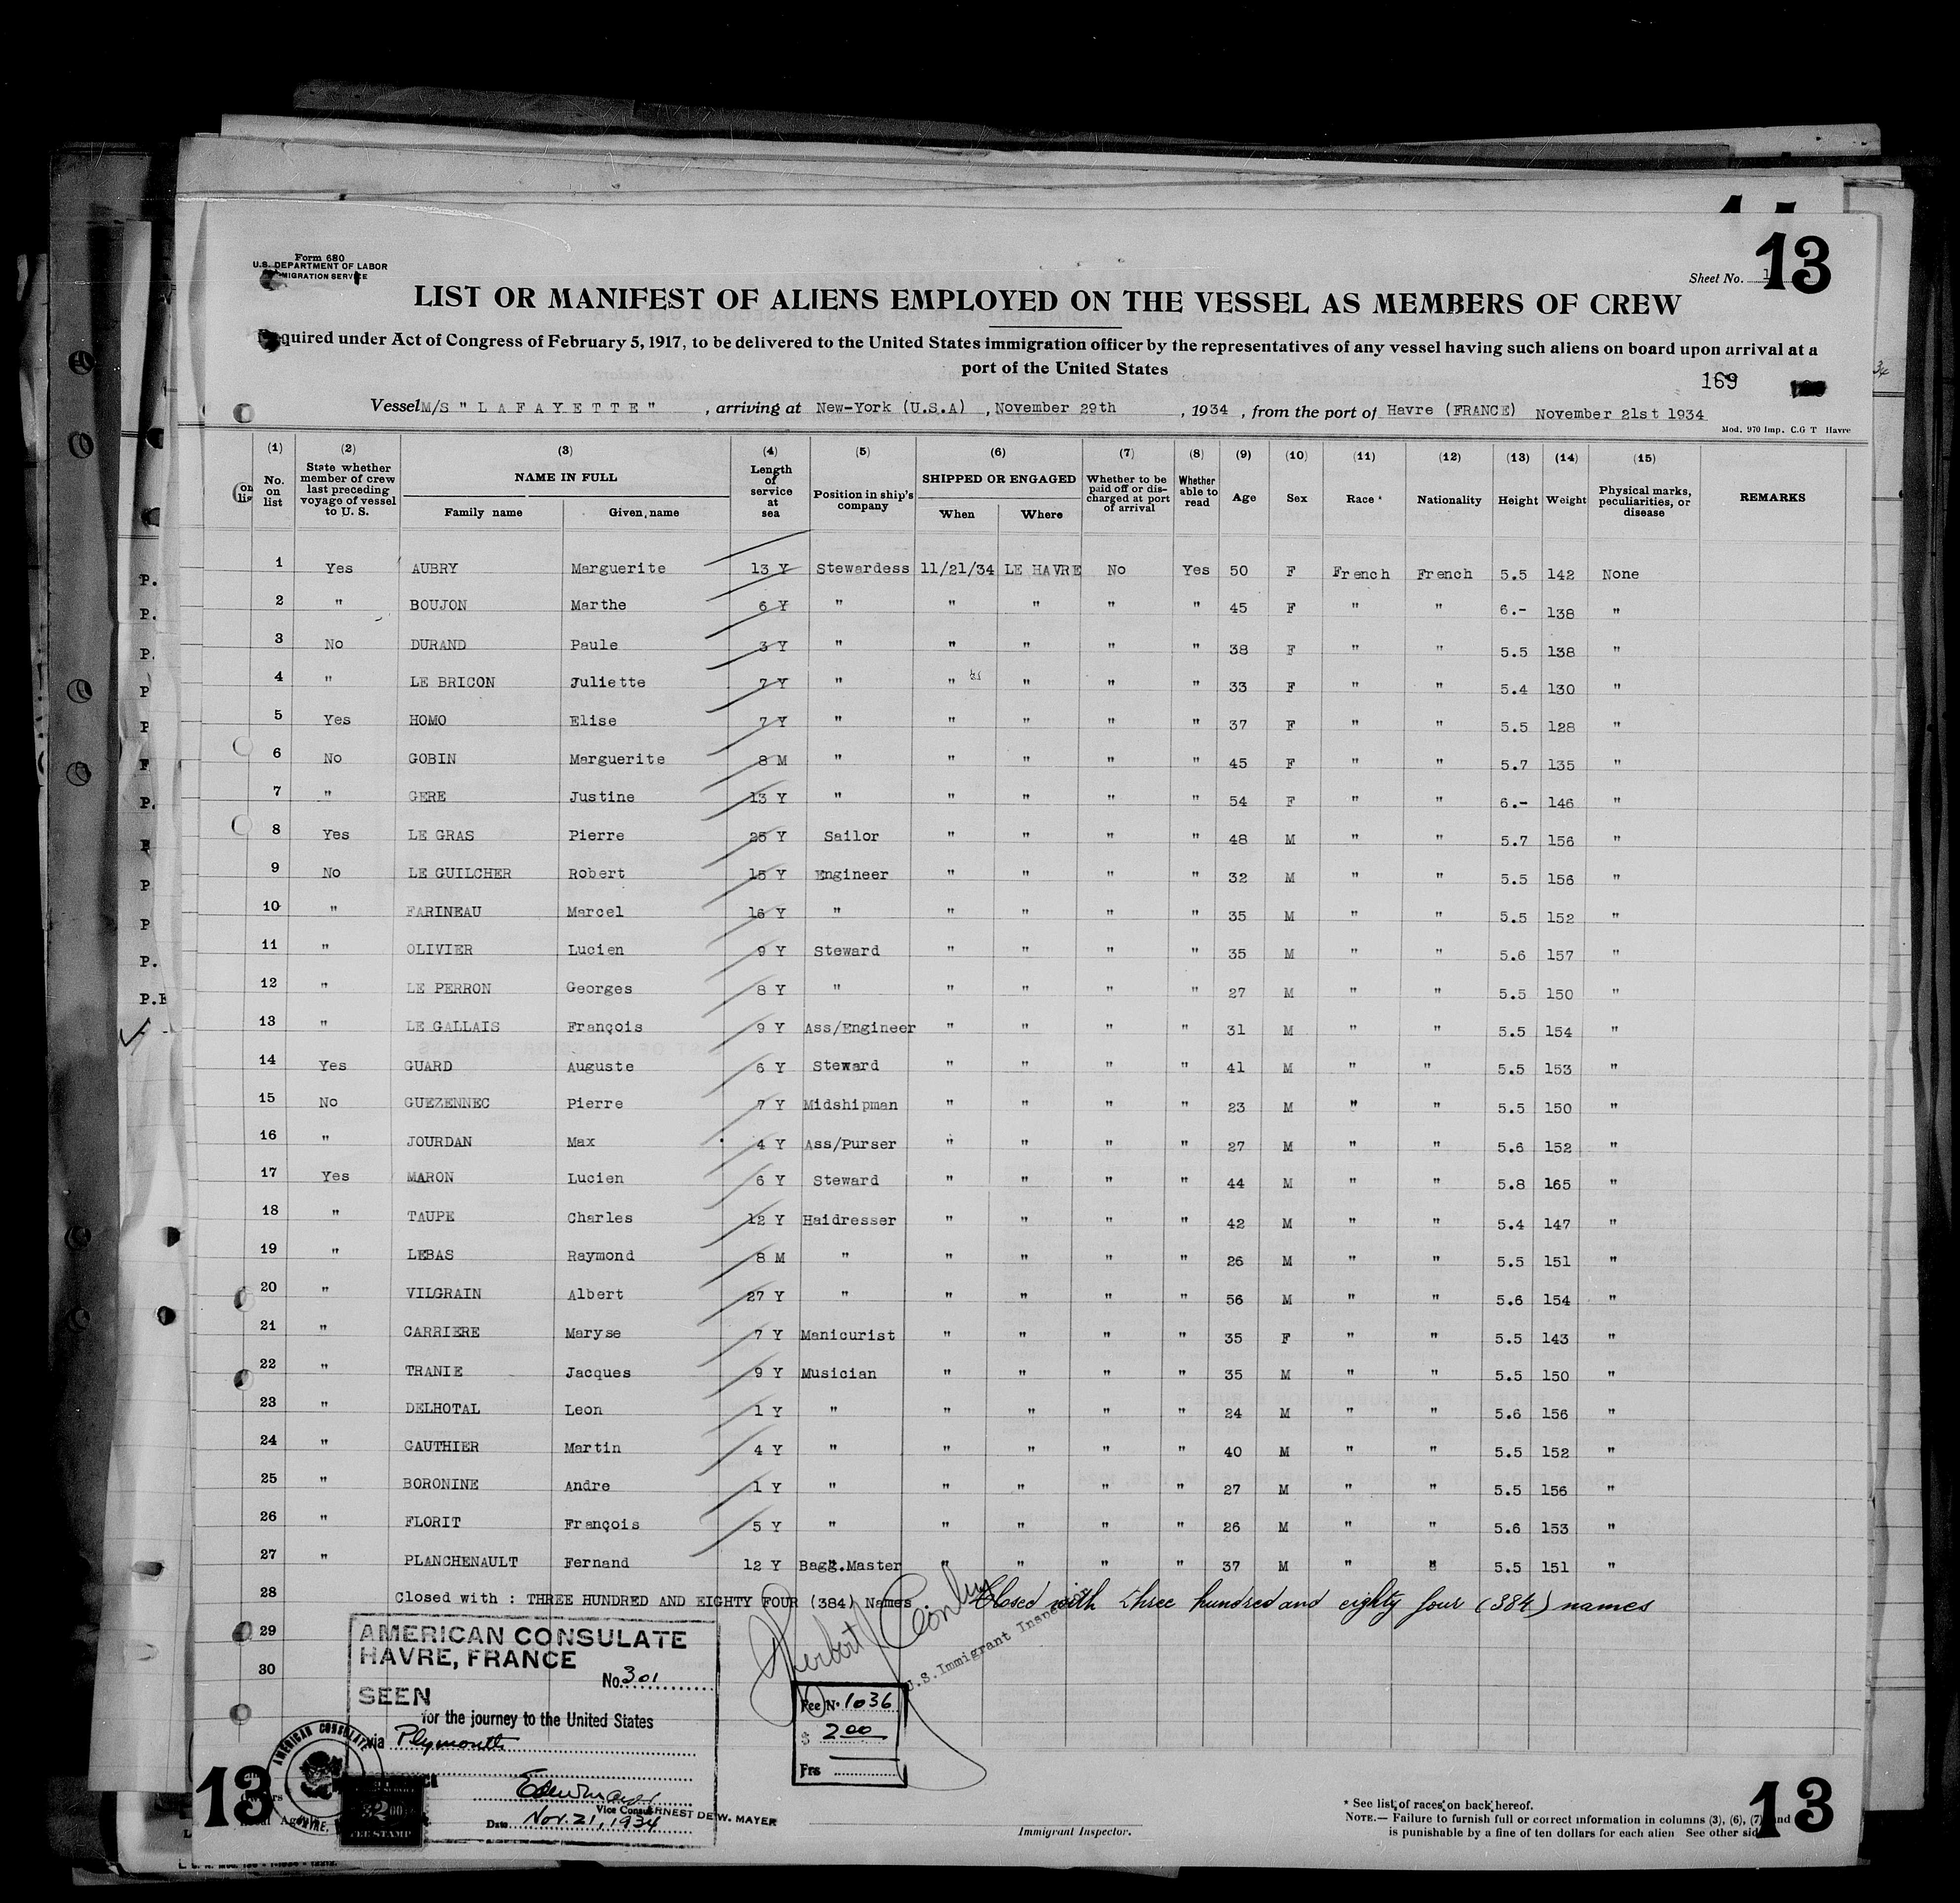 Form 680
U.S. DEPARTMENT OF LABOR
IMMIGRATION SERVICE
Sheet No. 13
LIST OR MANIFEST OF ALIENS EMPLOYED ON THE VESSEL AS MEMBERS OF CREW
Required under Act of Congress of February 5, 1917, to be delivered to the United States immigration officer by the representatives of any vessel having such aliens on board upon arrival at a
port of the United States
169
Vessel M/S "LAFAYETTE", arriving at New-York (U.S.A), November 29th, 1934, from the port of Havre (FRANCE) November 21st 1934
Mod. 970 Imp. C.G T Havre
(1) (2) (3) (4) (5) (6) (7) (8) (9) (10) (11) (12) (13) (14) (15)
No. on list State whether member of crew last preceding voyage of vessel to U. S. NAME IN FULL Family name Given name Length of service at sea Position in ship's company SHIPPED OR ENGAGED When Where Whether to be paid off or discharged at port of arrival Whether able to read Age Sex Race * Nationality Height Weight Physical marks, peculiarities, or disease REMARKS
1 Yes AUBRY Marguerite 13 Y Stewardess 11/21/34 LE HAVRE No Yes 50 F French French 5.5 142 None
2 " BOUJON Marthe 6 Y " " " " " 45 F " " 6.- 138 "
3 No DURAND Paule 3 Y " " " " " 38 F " " 5.5 138 "
4 " LE BRICON Juliette 7 Y " " " " " 33 F " " 5.4 130 "
5 Yes HOMO Elise 7 Y " " " " " 37 F " " 5.5 128 "
6 No GOBIN Marguerite 8 M " " " " " 45 F " " 5.7 135 "
7 " GERE Justine 13 Y " " " " " 54 F " " 6.- 146 "
8 Yes LE GRAS Pierre 25 Y Sailor " " " " 48 M " " 5.7 156 "
9 No LE GUILCHER Robert 15 Y Engineer " " " " 32 M " " 5.5 156 "
10 " FARINEAU Marcel 16 Y " " " " " 35 M " " 5.5 152 "
11 " OLIVIER Lucien 9 Y Steward " " " " 35 M " " 5.6 157 "
12 " LE PERRON Georges 8 Y " " " " " 27 M " " 5.5 150 "
13 " LE GALLAIS François 9 Y Ass/Engineer " " " " 31 M " " 5.5 154 "
14 Yes GUARD Auguste 6 Y Steward " " " " 41 M " " 5.5 153 "
15 No GUEZENNEC Pierre 7 Y Midshipman " " " " 23 M " " 5.5 150 "
16 " JOURDAN Max 4 Y Ass/Purser " " " " 27 M " " 5.6 152 "
17 Yes MARON Lucien 6 Y Steward " " " " 44 M " " 5.8 165 "
18 " TAUPE Charles 12 Y Haidresser " " " " 42 M " " 5.4 147 "
19 " LEBAS Raymond 8 M " " " " " 26 M " " 5.5 151 "
20 " VILGRAIN Albert 27 Y " " " " " 56 M " " 5.6 154 "
21 " CARRIERE Maryse 7 Y Manicurist " " " " 35 F " " 5.5 143 "
22 " TRANIE Jacques 9 Y Musician " " " " 35 M " " 5.5 150 "
23 " DELHOTAL Leon 1 Y " " " " " 24 M " " 5.6 156 "
24 " GAUTHIER Martin 4 Y " " " " " 40 M " " 5.5 152 "
25 " BORONINE Andre 1 Y " " " " " 27 M " " 5.5 156 "
26 " FLORIT François 5 Y " " " " " 26 M " " 5.6 153 "
27 " PLANCHENAULT Fernand 12 Y Bagg.Master " " " " 37 M " " 5.5 151 "
28 Closed with : THREE HUNDRED AND EIGHTY FOUR (384) Names. Closed with three hundred and eighty four (384) names
29
30
AMERICAN CONSULATE
HAVRE, FRANCE
No. 301
SEEN
for the journey to the United States
via Plymouth
U.S. Immigrant Inspector
Fee No. 1036
$ 2 00
Frs
Vice Consul ERNEST DE W. MAYER
Date Nov. 21, 1934
AMERICAN CONSULATE
FEE STAMP
13
Immigrant Inspector.
* See list of races on back hereof.
NOTE.— Failure to furnish full or correct information in columns (3), (6), (7) and
is punishable by a fine of ten dollars for each alien See other sid
13